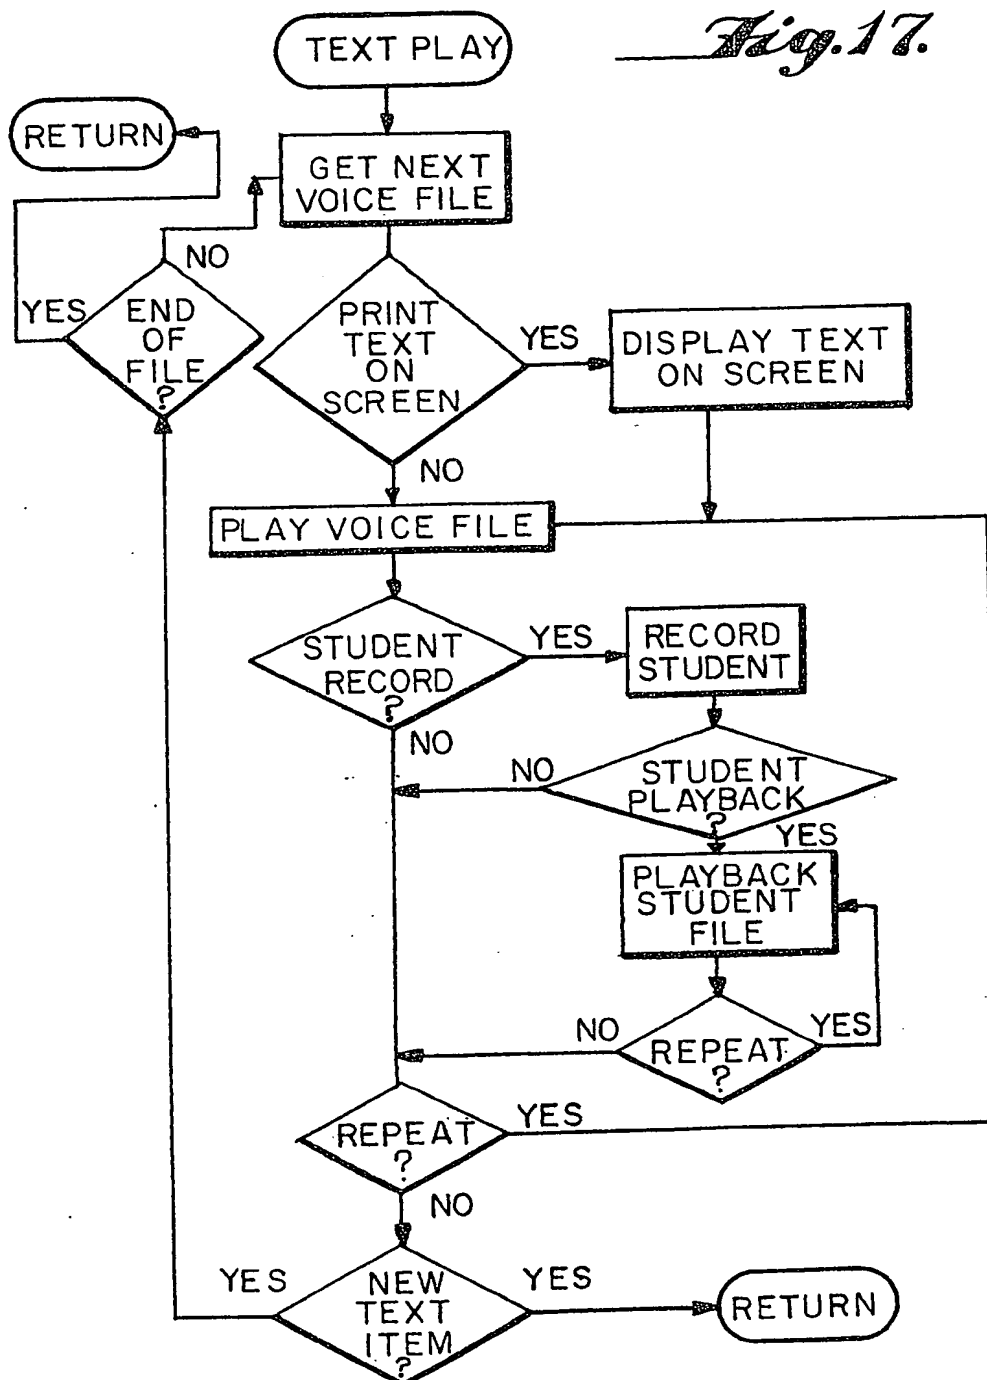 Fig.17.
TEXT PLAY
RETURN
GET NEXT
VOICE FILE
NO
YES
END
OF
FILE
?
PRINT
TEXT
ON
SCREEN
YES
DISPLAY TEXT
ON SCREEN
NO
PLAY VOICE FILE
STUDENT
RECORD
?
YES
RECORD
STUDENT
NO
NO
STUDENT
PLAYBACK
?
YES
PLAYBACK
STUDENT
FILE
NO
REPEAT
?
YES
REPEAT
?
YES
NO
YES
NEW
TEXT
ITEM
?
YES
RETURN